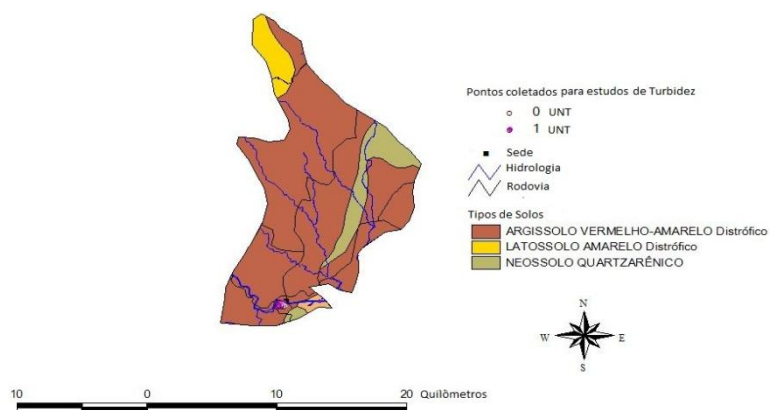 Pontos coletados para estudos de Turbidez
0 UNT
1 UNT
Sede
Hidrologia
Rodovia
Tipos de Solos
ARGISSOLO VERMELHO-AMARELO Distrófico
LATOSSOLO AMARELO Distrófico
NEOSSOLO QUARTZARÊNICO
N
W E
S
10 0 10 20 Quilômetros